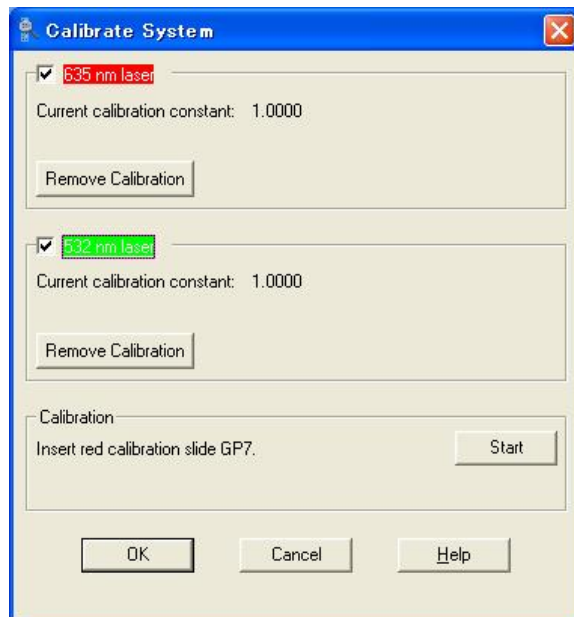 Calibrate System
635 nm laser
Current calibration constant: 1.0000
Remove Calibration
532 nm laser
Current calibration constant: 1.0000
Remove Calibration
Calibration
Insert red calibration slide GP7.
Start
OK
Cancel
Help